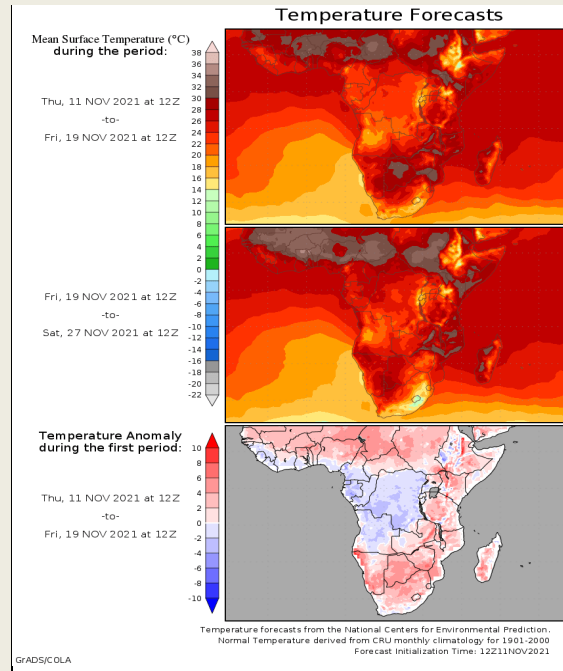 Temperature Forecasts
Mean Surface Temperature (°C)
during the period:
Thu, 11 NOV 2021 at 12Z
-to-
Fri, 19 NOV 2021 at 12Z
38
36
34
32
30
28
26
24
22
20
18
16
14
12
10
8
6
4
2
0
-2
-4
-6
-8
-10
-12
-14
-16
-18
-20
-22
Fri, 19 NOV 2021 at 12Z
-to-
Sat, 27 NOV 2021 at 12Z
Temperature Anomaly
during the first period:
Thu, 11 NOV 2021 at 12Z
-to-
Fri, 19 NOV 2021 at 12Z
10
8
6
4
2
0
-2
-4
-6
-8
-10
Temperature forecasts from the National Centers for Environmental Prediction.
Normal Temperature derived from CRU monthly climatology for 1901-2000
Forecast Initialization Time: 12Z11NOV2021
GrADS/COLA